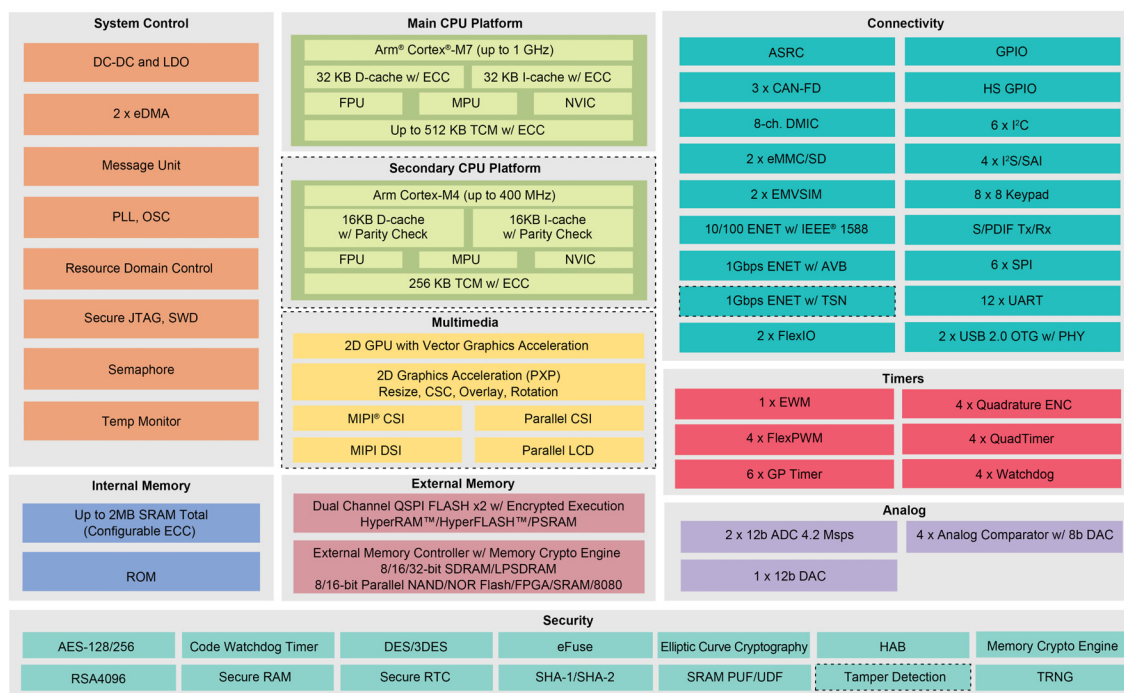 System Control
DC-DC and LDO
2 x eDMA
Message Unit
PLL, OSC
Resource Domain Control
Secure JTAG, SWD
Semaphore
Temp Monitor
Internal Memory
Up to 2MB SRAM Total
(Configurable ECC)
ROM
Main CPU Platform
Arm® Cortex®-M7 (up to 1 GHz)
32 KB D-cache w/ ECC
32 KB I-cache w/ ECC
FPU
MPU
NVIC
Up to 512 KB TCM w/ ECC
Secondary CPU Platform
Arm Cortex-M4 (up to 400 MHz)
16KB D-cache
w/ Parity Check
16KB I-cache
w/ Parity Check
FPU
MPU
NVIC
256 KB TCM w/ ECC
Multimedia
2D GPU with Vector Graphics Acceleration
2D Graphics Acceleration (PXP)
Resize, CSC, Overlay, Rotation
MIPI® CSI
Parallel CSI
MIPI DSI
Parallel LCD
External Memory
Dual Channel QSPI FLASH x2 w/ Encrypted Execution
HyperRAM™/HyperFLASH™/PSRAM
External Memory Controller w/ Memory Crypto Engine
8/16/32-bit SDRAM/LPSDRAM
8/16-bit Parallel NAND/NOR Flash/FPGA/SRAM/8080
Connectivity
ASRC
GPIO
3 x CAN-FD
HS GPIO
8-ch. DMIC
6 x I²C
2 x eMMC/SD
4 x I²S/SAI
2 x EMVSIM
8 x 8 Keypad
10/100 ENET w/ IEEE® 1588
S/PDIF Tx/Rx
1Gbps ENET w/ AVB
6 x SPI
1Gbps ENET w/ TSN
12 x UART
2 x FlexIO
2 x USB 2.0 OTG w/ PHY
Timers
1 x EWM
4 x Quadrature ENC
4 x FlexPWM
4 x QuadTimer
6 x GP Timer
4 x Watchdog
Analog
2 x 12b ADC 4.2 Msps
4 x Analog Comparator w/ 8b DAC
1 x 12b DAC
Security
AES-128/256
Code Watchdog Timer
DES/3DES
eFuse
Elliptic Curve Cryptography
HAB
Memory Crypto Engine
RSA4096
Secure RAM
Secure RTC
SHA-1/SHA-2
SRAM PUF/UDF
Tamper Detection
TRNG